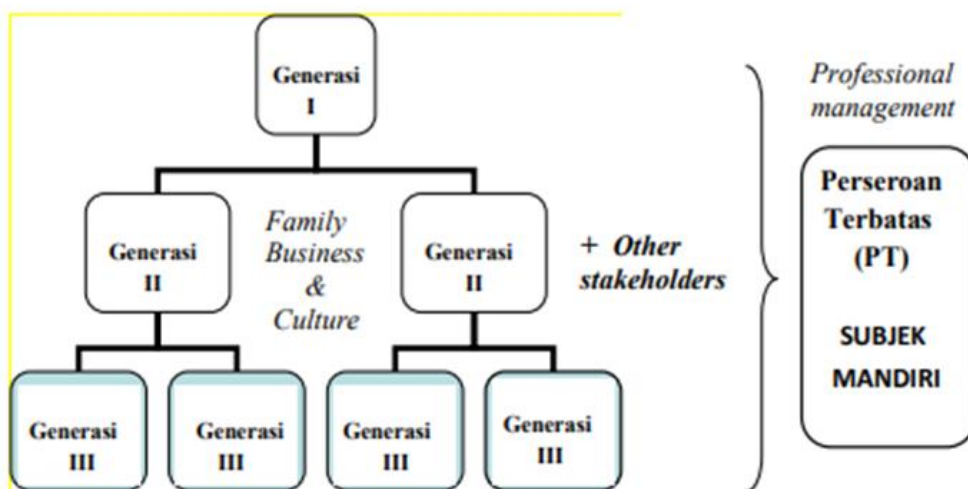 Generasi
I
Generasi
II
Family
Business
&
Culture
Generasi
II
Generasi
III
Generasi
III
Generasi
III
Generasi
III
+ Other
stakeholders
Professional
management
Perseroan
Terbatas
(PT)
SUBJEK
MANDIRI